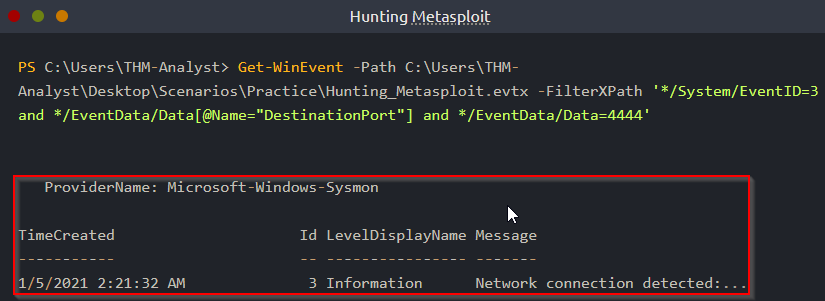 Hunting Metasploit
PS C:\Users\THM-Analyst> Get-WinEvent -Path C:\Users\THM-
Analyst\Desktop\Scenarios\Practice\Hunting_Metasploit.evtx -FilterXPath '*/System/EventID=3
and */EventData/Data[@Name="DestinationPort"] and */EventData/Data=4444'
ProviderName: Microsoft-Windows-Sysmon
TimeCreated Id LevelDisplayName Message
----------- -- ---------------- -------
1/5/2021 2:21:32 AM 3 Information Network connection detected:...